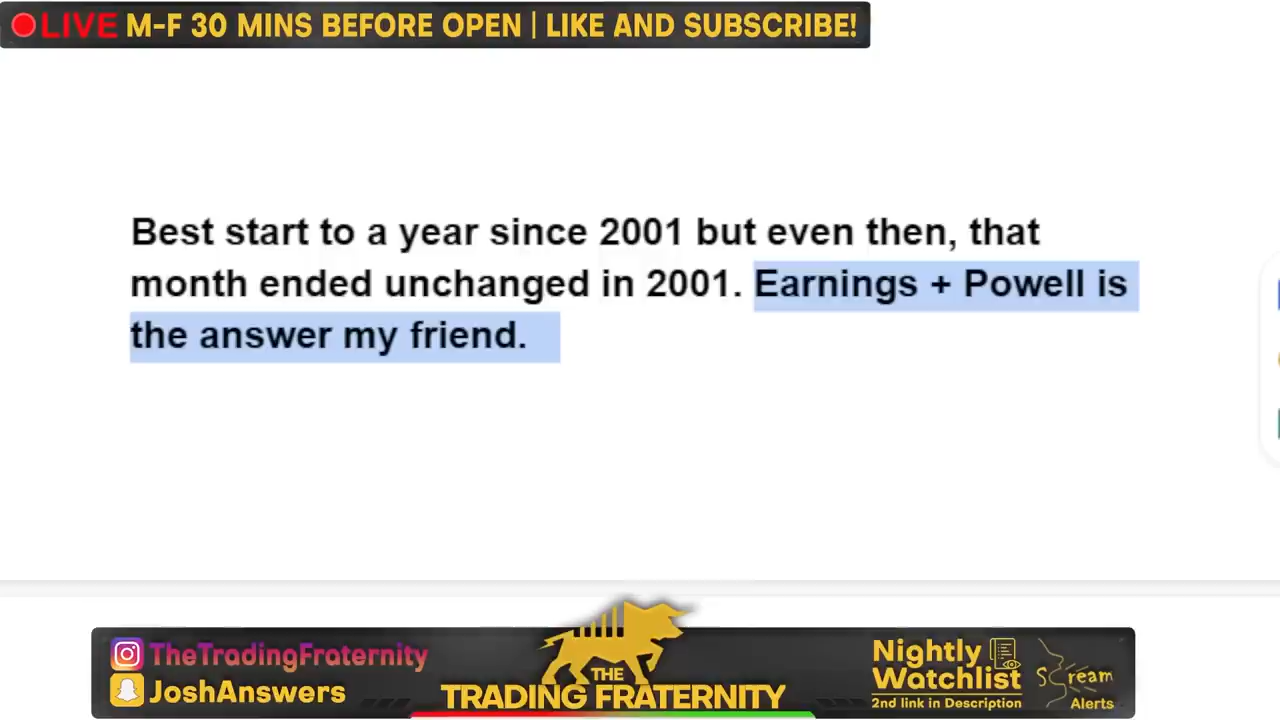 LIVE M-F 30 MINS BEFORE OPEN | LIKE AND SUBSCRIBE!
Best start to a year since 2001 but even then, that
month ended unchanged in 2001. Earnings + Powell is
the answer my friend.
TheTradingFraternity
JoshAnswers
THE
TRADING FRATERNITY
Nightly
Watchlist
2nd link in Description
Scream
Alerts